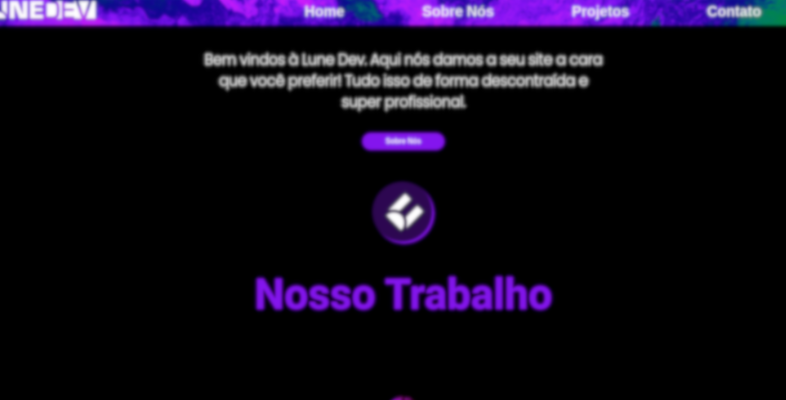 LUNEDEV
Home
Sobre Nós
Projetos
Contato
Bem vindos à Lune Dev. Aqui nós damos a seu site a cara
que você preferir! Tudo isso de forma descontraída e
super profissional.
Sobre Nós
Nosso Trabalho